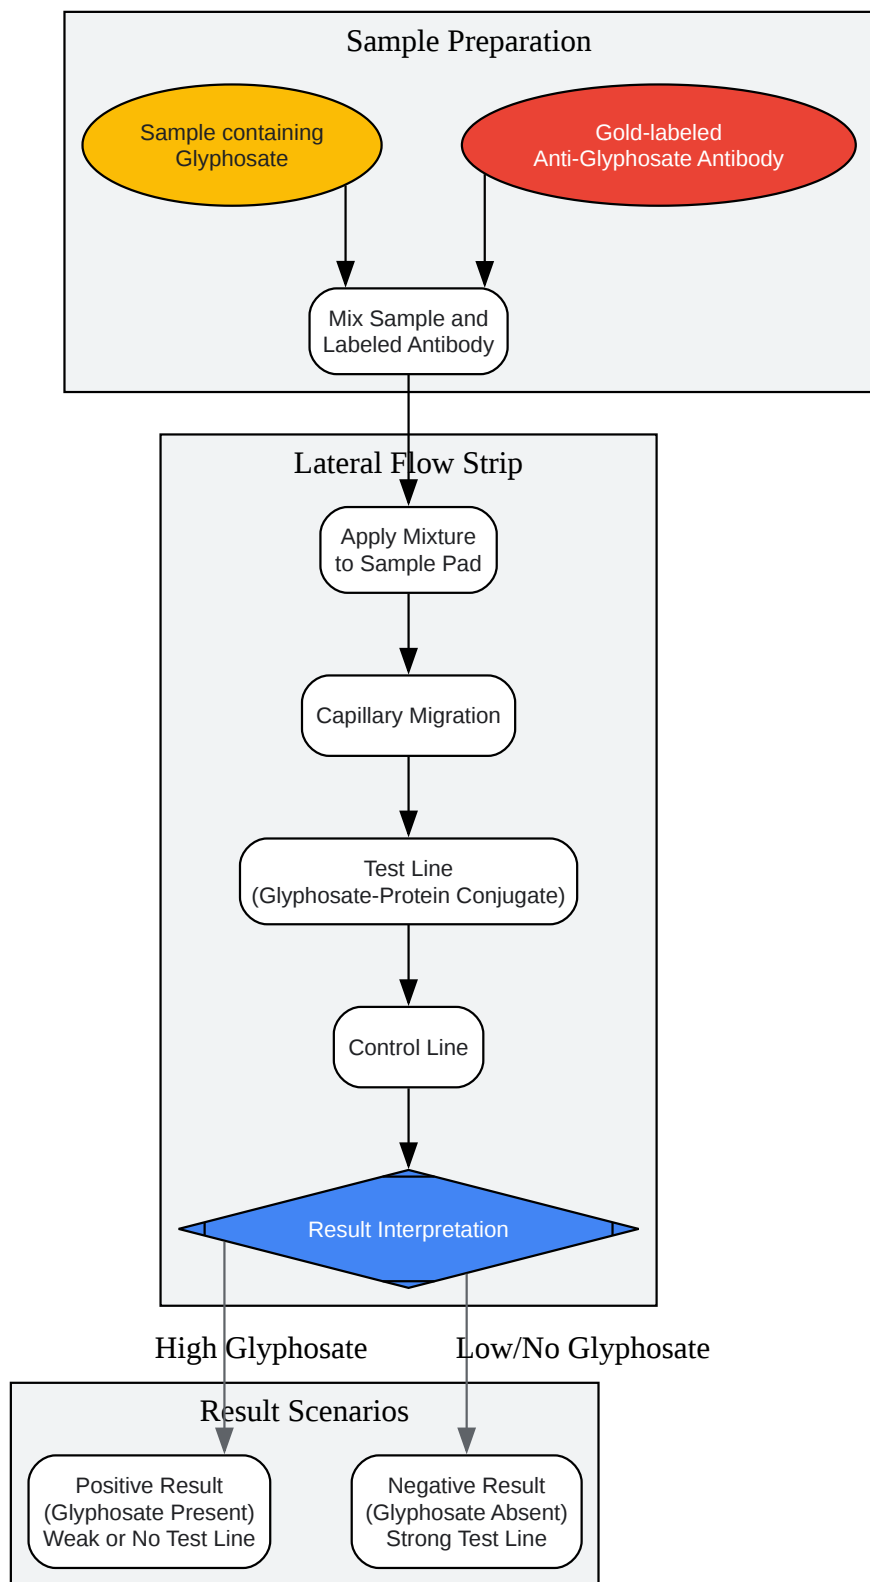 Sample Preparation
Sample containing
Glyphosate
Gold-labeled
Anti-Glyphosate Antibody
Mix Sample and
Labeled Antibody
Lateral Flow Strip
Apply Mixture
to Sample Pad
Capillary Migration
Test Line
(Glyphosate-Protein Conjugate)
Control Line
Result Interpretation
High Glyphosate
Low/No Glyphosate
Result Scenarios
Positive Result
(Glyphosate Present)
Weak or No Test Line
Negative Result
(Glyphosate Absent)
Strong Test Line